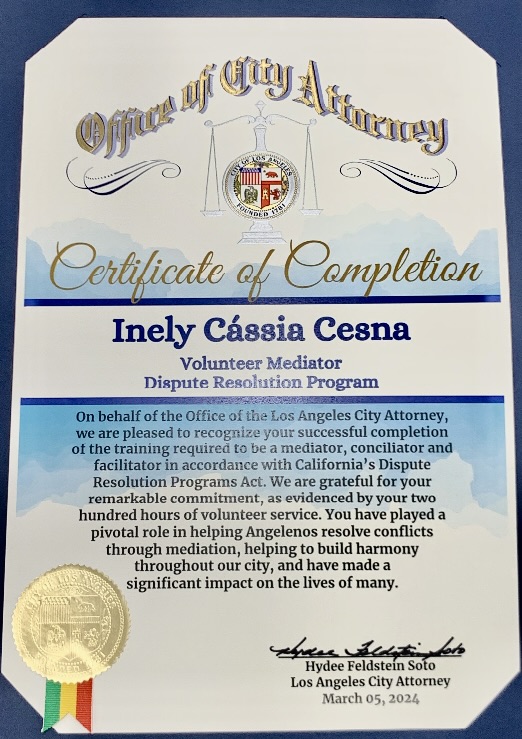 Office of City Attorney
CITY OF LOS ANGELES
FOUNDED 1781
Certificate of Completion
Inely Cássia Cesna
Volunteer Mediator
Dispute Resolution Program
On behalf of the Office of the Los Angeles City Attorney,
we are pleased to recognize your successful completion
of the training required to be a mediator, conciliator and
facilitator in accordance with California's Dispute
Resolution Programs Act. We are grateful for your
remarkable commitment, as evidenced by your two
hundred hours of volunteer service. You have played a
pivotal role in helping Angelenos resolve conflicts
through mediation, helping to build harmony
throughout our city, and have made a
significant impact on the lives of many.
Hydee Feldstein Soto
Hydee Feldstein Soto
Los Angeles City Attorney
March 05, 2024